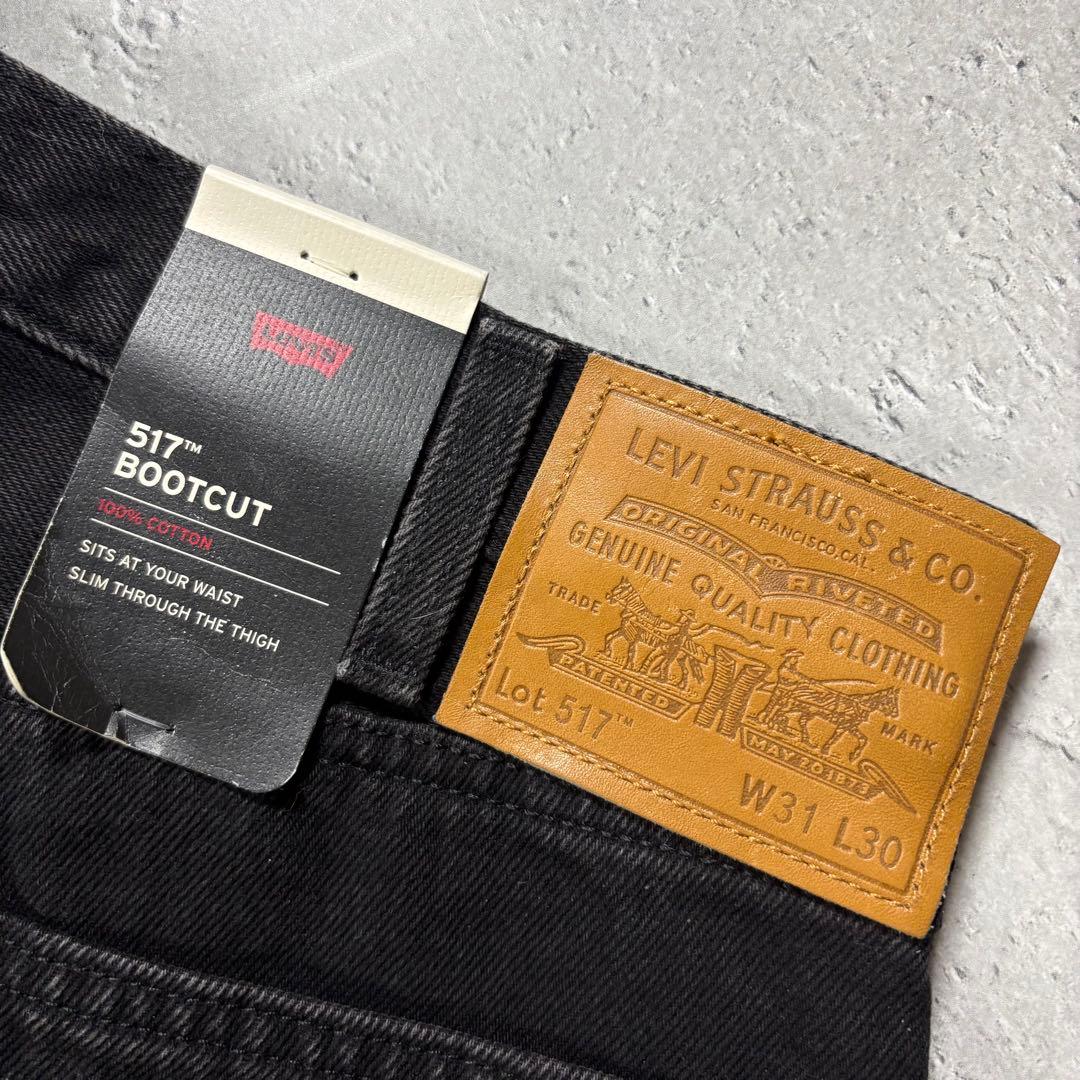 LEVI'S
517™
BOOTCUT
100% COTTON
SITS AT YOUR WAIST
SLIM THROUGH THE THIGH
LEVI STRAUSS & CO.
SAN FRANCISCO.CAL.
ORIGINAL RIVETED
GENUINE QUALITY CLOTHING
TRADE MARK
PATENTED MAY 20 1873
Lot 517™
W31 L30